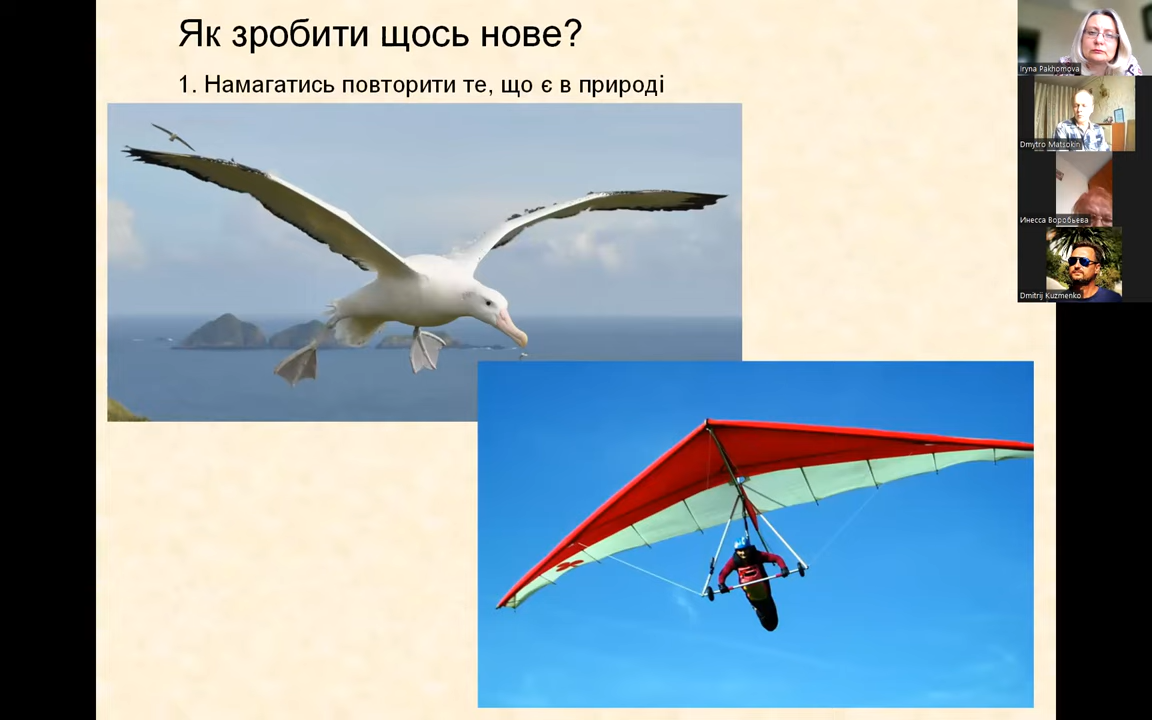 Як зробити щось нове?
1. Намагатись повторити те, що є в природі
Iryna Pakhomova
Dmytro Matsokin
Инесса Воробьева
Dmitrij Kuzmenko